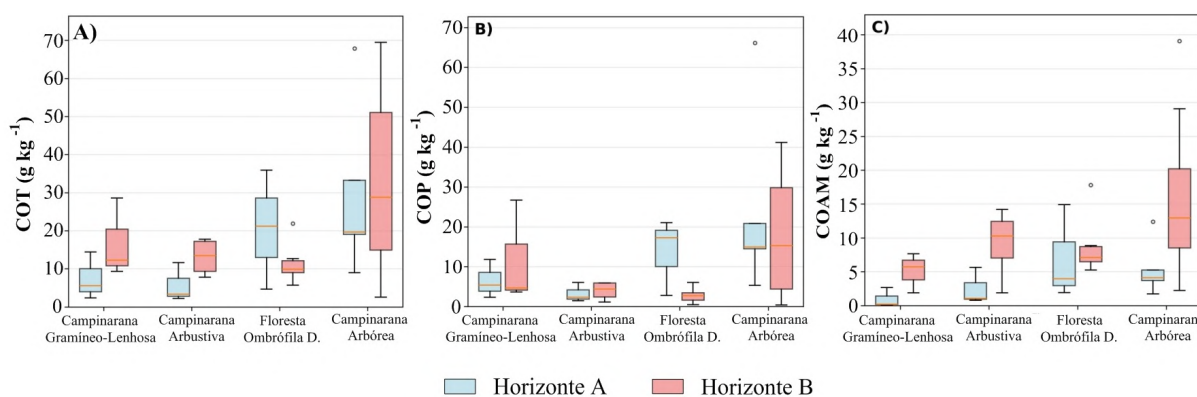 A)
COT (g kg -1)
70
60
50
40
30
20
10
0
Campinarana
Gramíneo-Lenhosa
Campinarana
Arbustiva
Floresta
Ombrófila D.
Campinarana
Arbórea
B)
COP (g kg -1)
70
60
50
40
30
20
10
0
Campinarana
Gramíneo-Lenhosa
Campinarana
Arbustiva
Floresta
Ombrófila D.
Campinarana
Arbórea
C)
COAM (g kg -1)
40
35
30
25
20
15
10
5
0
Campinarana
Gramíneo-Lenhosa
Campinarana
Arbustiva
Floresta
Ombrófila D.
Campinarana
Arbórea
Horizonte A
Horizonte B